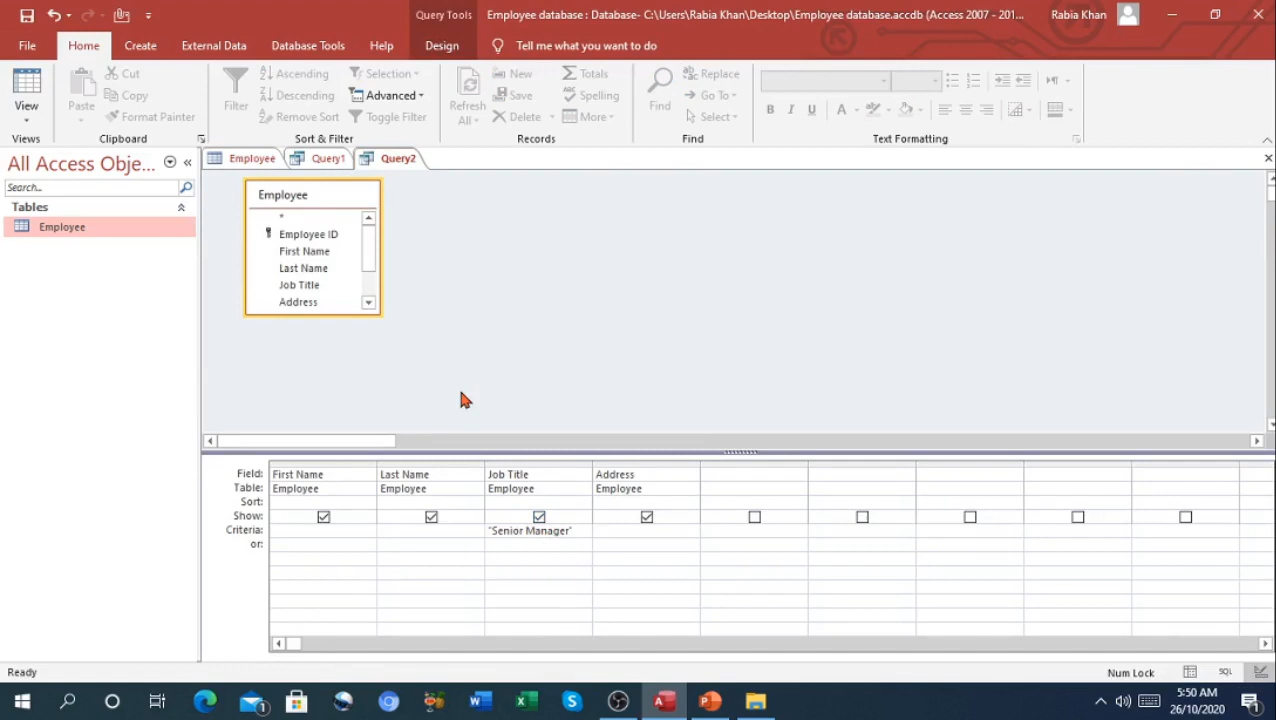 Query Tools
Employee database : Database- C:\Users\Rabia Khan\Desktop\Employee database.accdb (Access 2007 - 201...
Rabia Khan
File
Home
Create
External Data
Database Tools
Help
Design
Tell me what you want to do
View
Paste
Cut
Copy
Format Painter
Filter
Ascending
Descending
Remove Sort
Selection
Advanced
Toggle Filter
Refresh
All
New
Save
Delete
Totals
Spelling
More
Find
Replace
Go To
Select
B I U
A
Views
Clipboard
Sort & Filter
Records
Find
Text Formatting
All Access Obje...
Search...
Tables
Employee
Employee
Query1
Query2
Employee
*
Employee ID
First Name
Last Name
Job Title
Address
Field: First Name Last Name Job Title Address
Table: Employee Employee Employee Employee
Sort:
Show:
Criteria: "Senior Manager"
or:
Ready
Num Lock
SQL
5:50 AM
26/10/2020
1
1